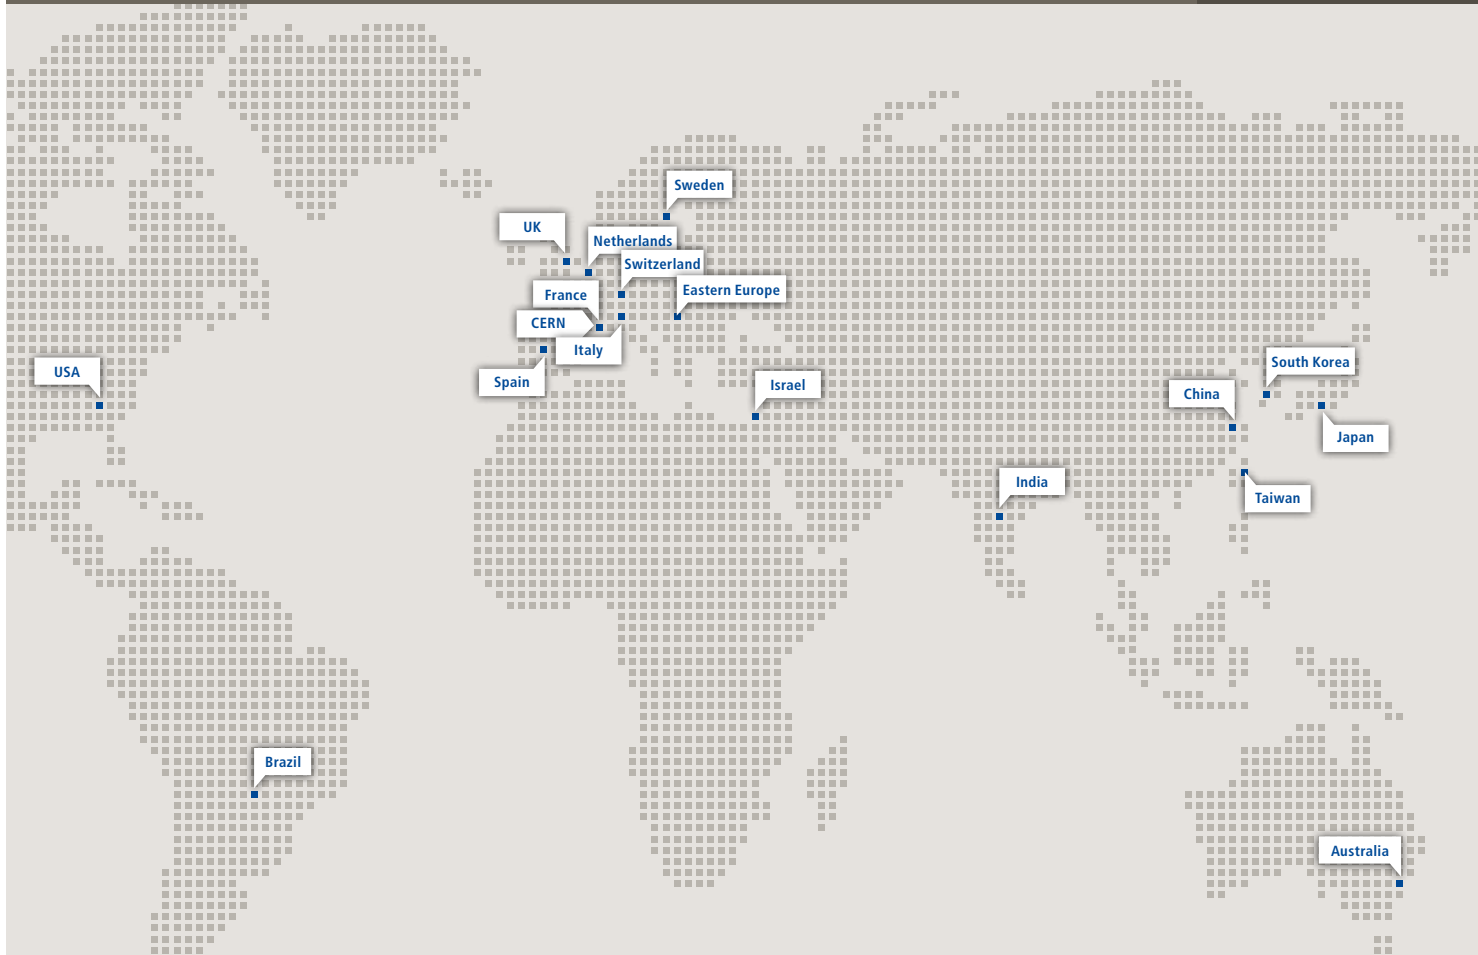 Sweden
UK
Netherlands
Switzerland
Eastern Europe
France
CERN
Italy
Spain
USA
Israel
South Korea
China
Japan
India
Taiwan
Brazil
Australia